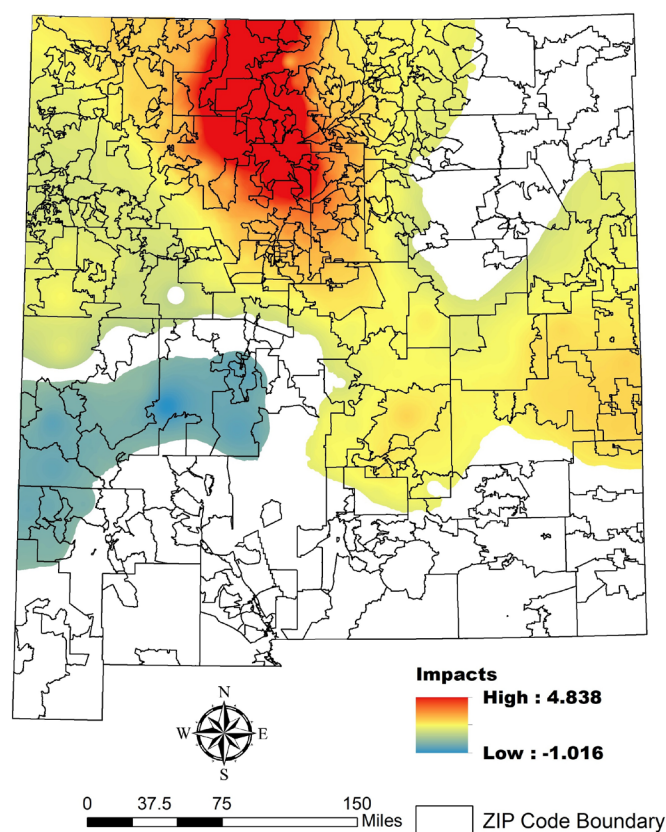 Impacts
High : 4.838
Low : -1.016
N
W E
S
0 37.5 75 150
Miles
ZIP Code Boundary